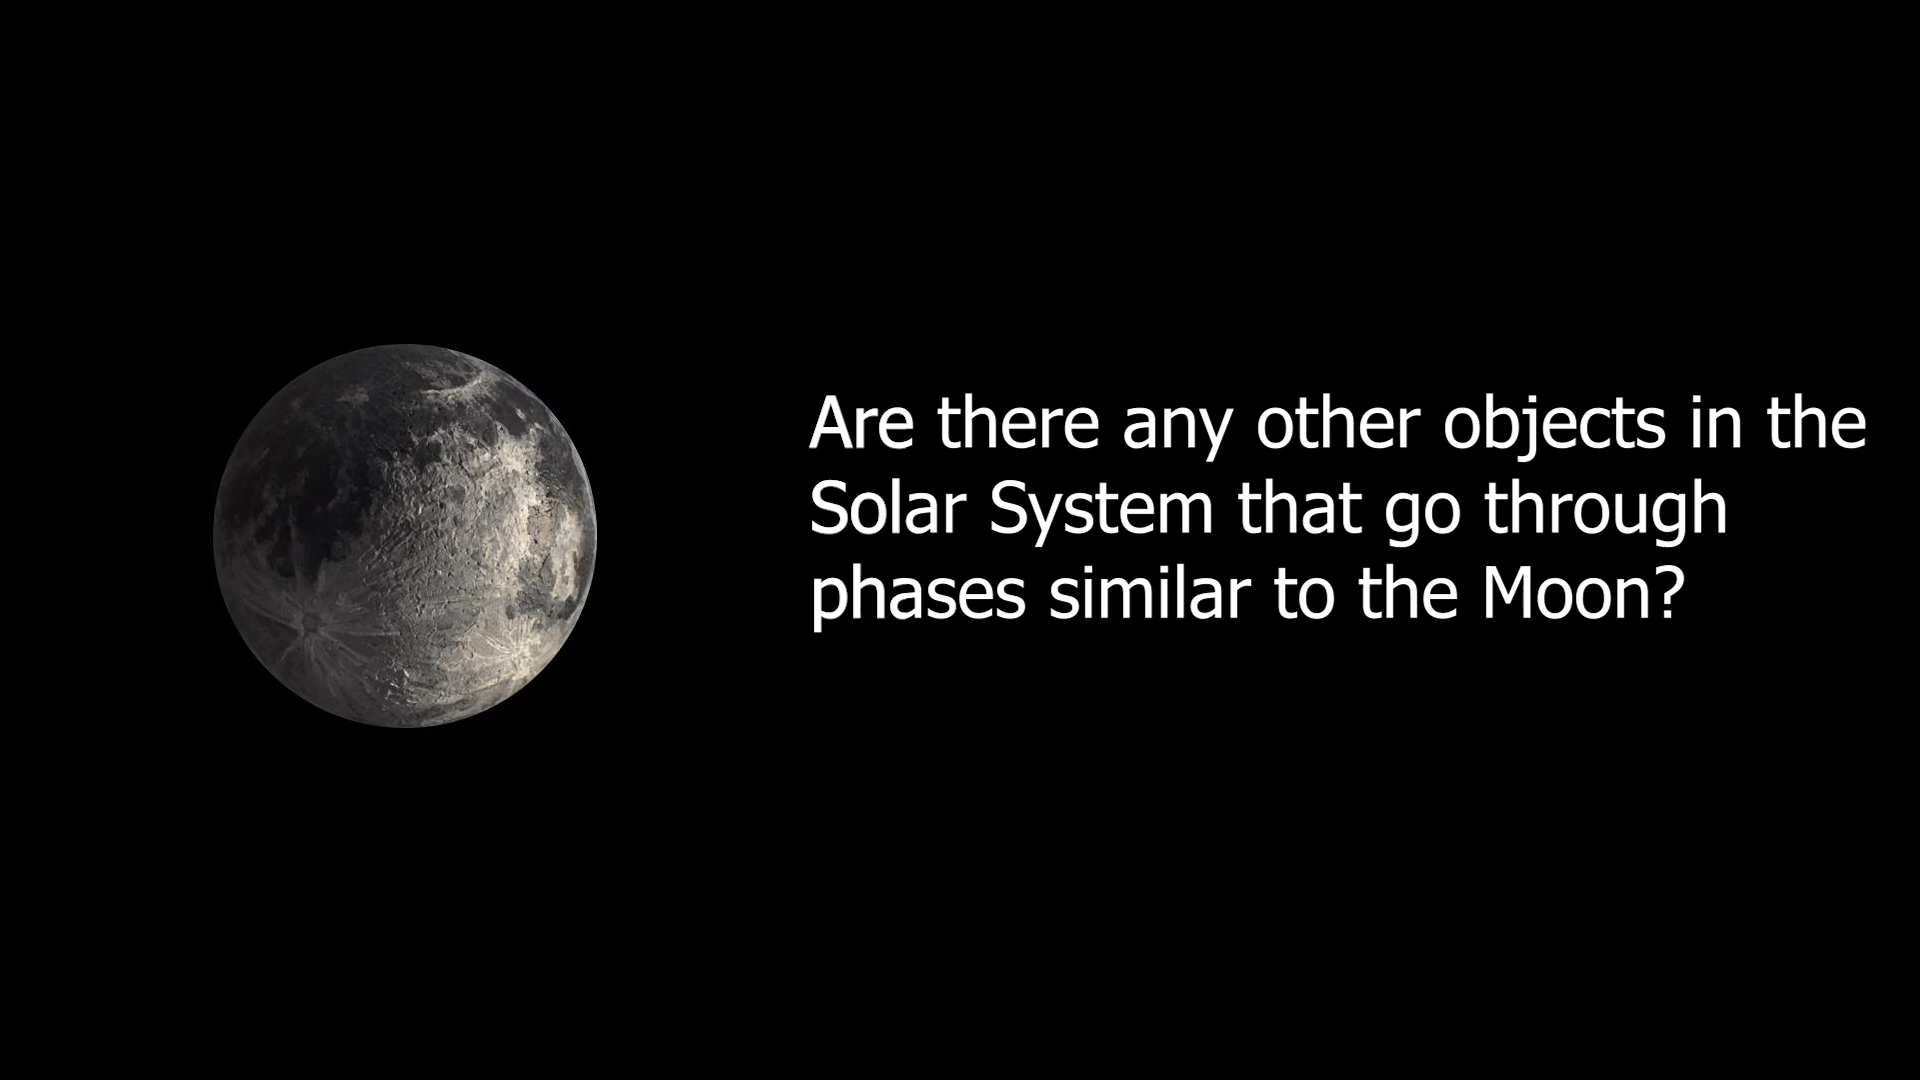 Are there any other objects in the
Solar System that go through
phases similar to the Moon?